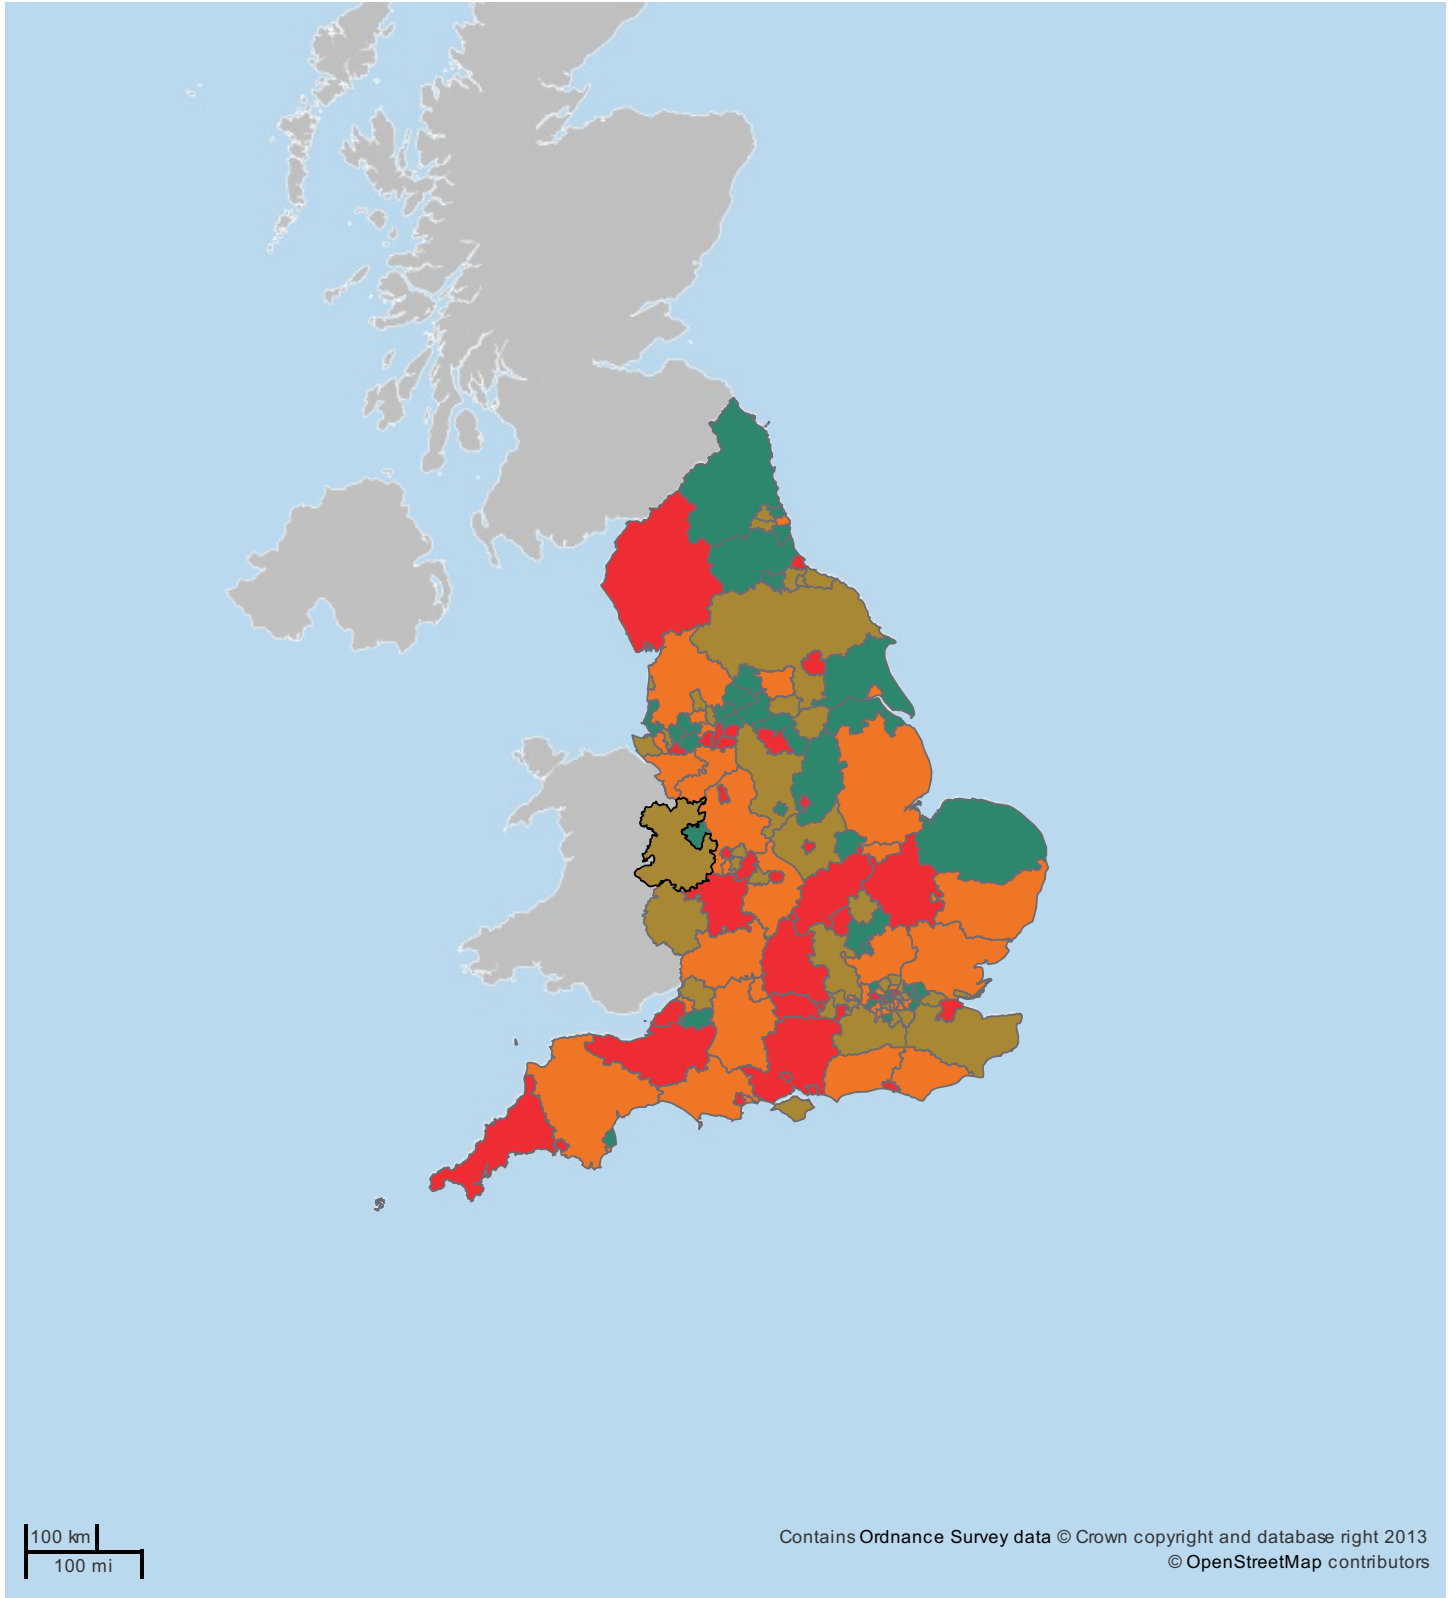 100 km
100 mi
Contains Ordnance Survey data © Crown copyright and database right 2013
© OpenStreetMap contributors